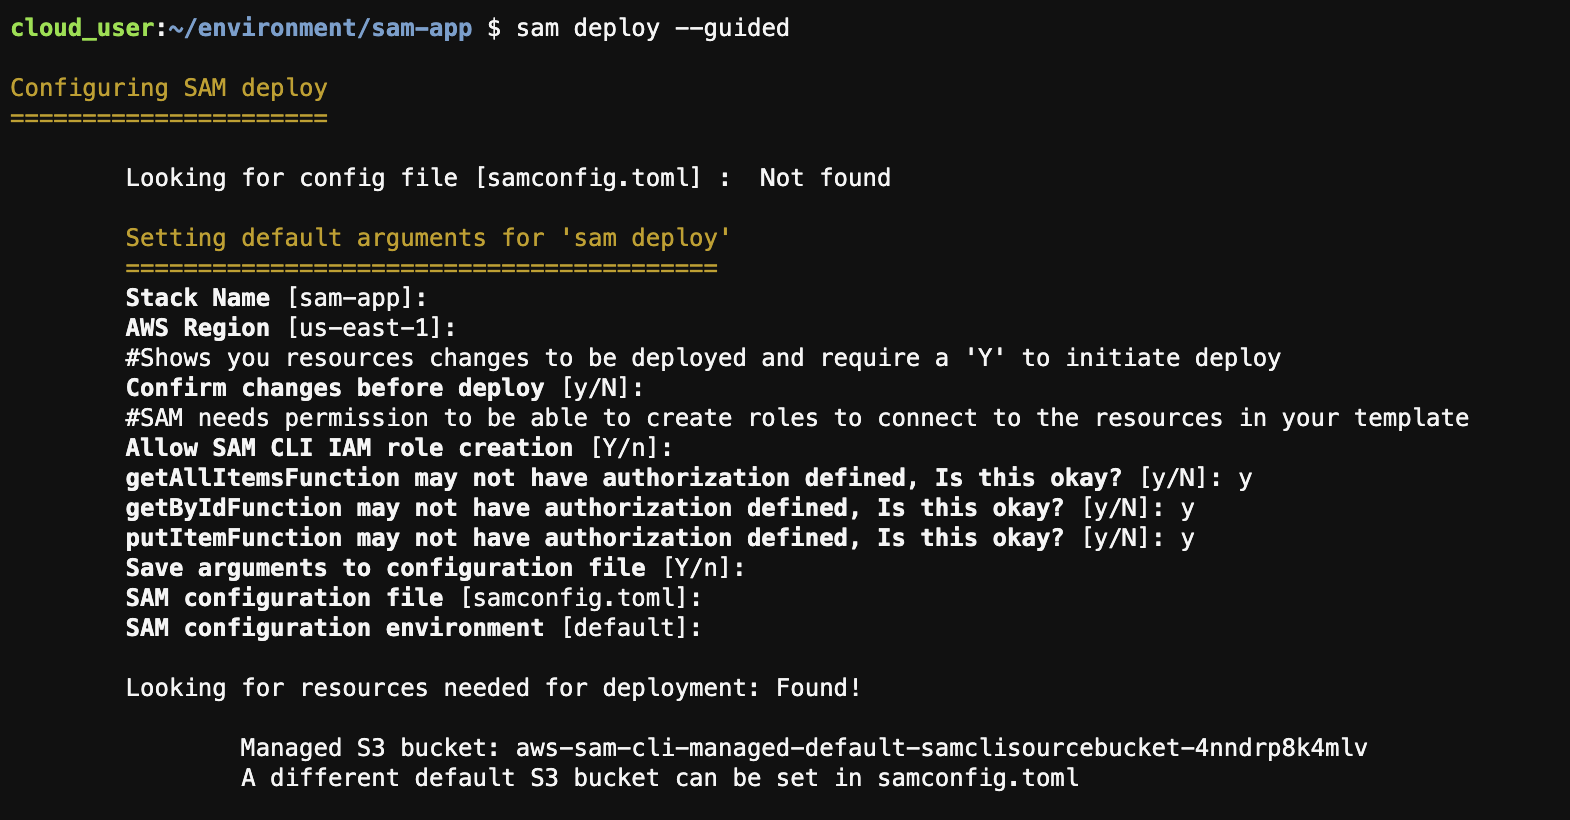 cloud_user:~/environment/sam-app $ sam deploy --guided
Configuring SAM deploy
======================
Looking for config file [samconfig.toml] :  Not found
Setting default arguments for 'sam deploy'
=========================================
Stack Name [sam-app]:
AWS Region [us-east-1]:
#Shows you resources changes to be deployed and require a 'Y' to initiate deploy
Confirm changes before deploy [y/N]:
#SAM needs permission to be able to create roles to connect to the resources in your template
Allow SAM CLI IAM role creation [Y/n]:
getAllItemsFunction may not have authorization defined, Is this okay? [y/N]: y
getByIdFunction may not have authorization defined, Is this okay? [y/N]: y
putItemFunction may not have authorization defined, Is this okay? [y/N]: y
Save arguments to configuration file [Y/n]:
SAM configuration file [samconfig.toml]:
SAM configuration environment [default]:
Looking for resources needed for deployment: Found!
Managed S3 bucket: aws-sam-cli-managed-default-samclisourcebucket-4nndrp8k4mlv
A different default S3 bucket can be set in samconfig.toml